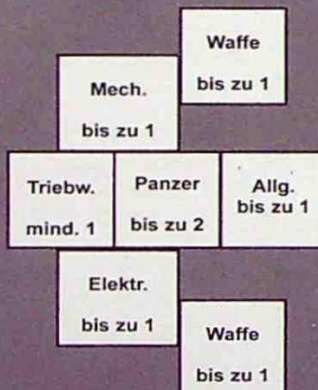 Waffe
bis zu 1
Mech.
bis zu 1
Triebw.
mind. 1
Panzer
bis zu 2
Allg.
bis zu 1
Elektr.
bis zu 1
Waffe
bis zu 1